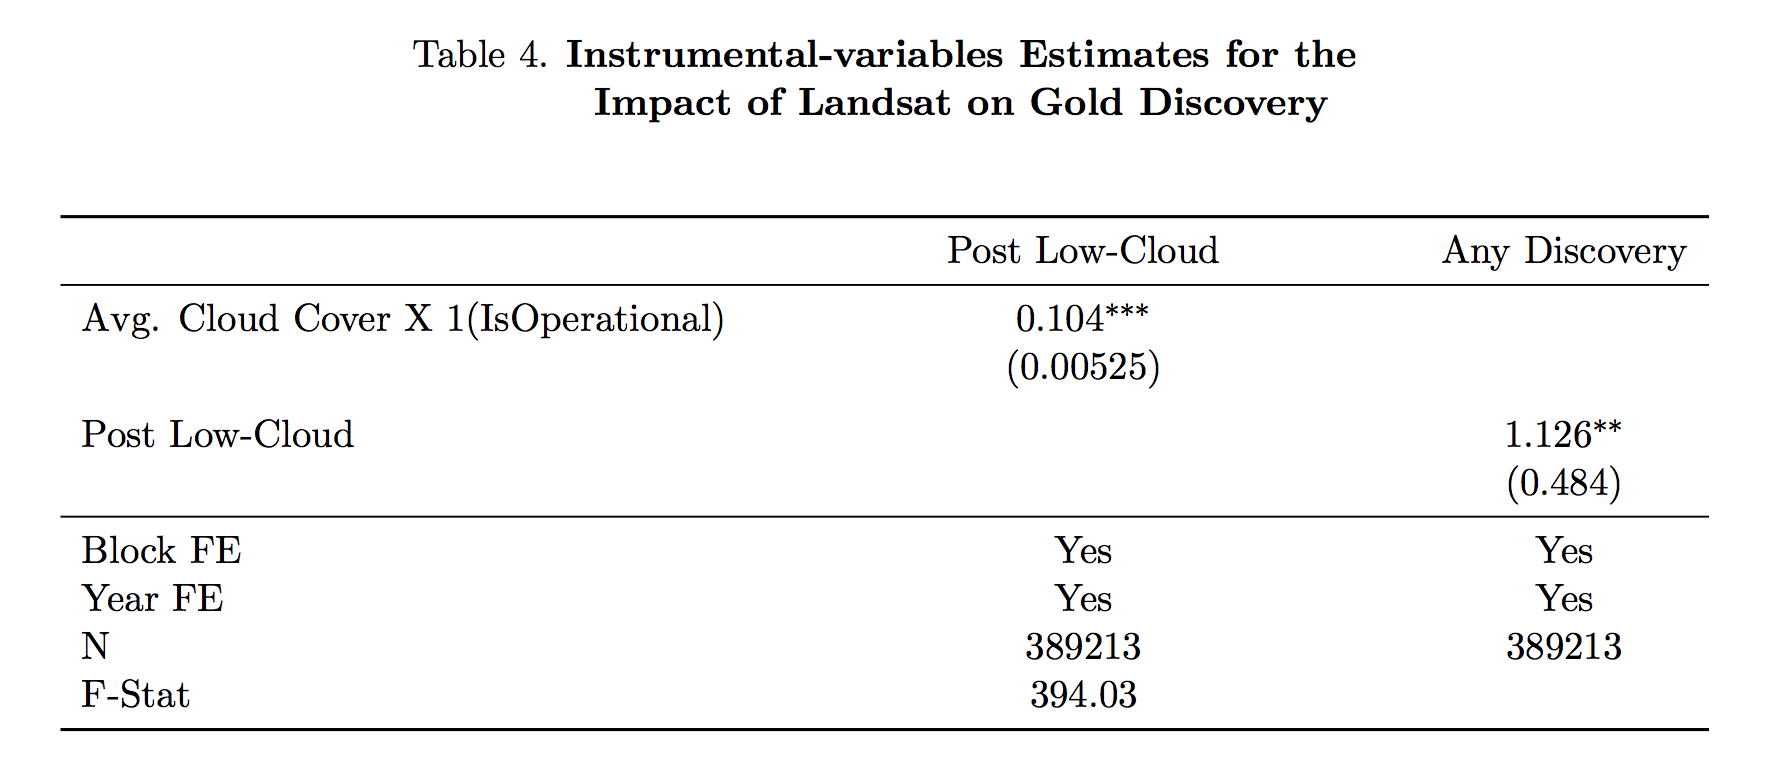 Table 4. Instrumental-variables Estimates for the
Impact of Landsat on Gold Discovery
Post Low-Cloud Any Discovery
Avg. Cloud Cover X 1(IsOperational) 0.104***
(0.00525)
Post Low-Cloud 1.126**
(0.484)
Block FE Yes Yes
Year FE Yes Yes
N 389213 389213
F-Stat 394.03